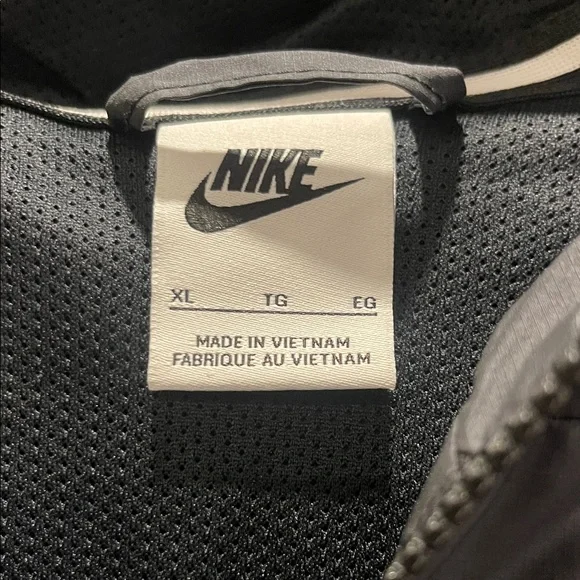 NIKE
XL TG EG
MADE IN VIETNAM
FABRIQUE AU VIETNAM